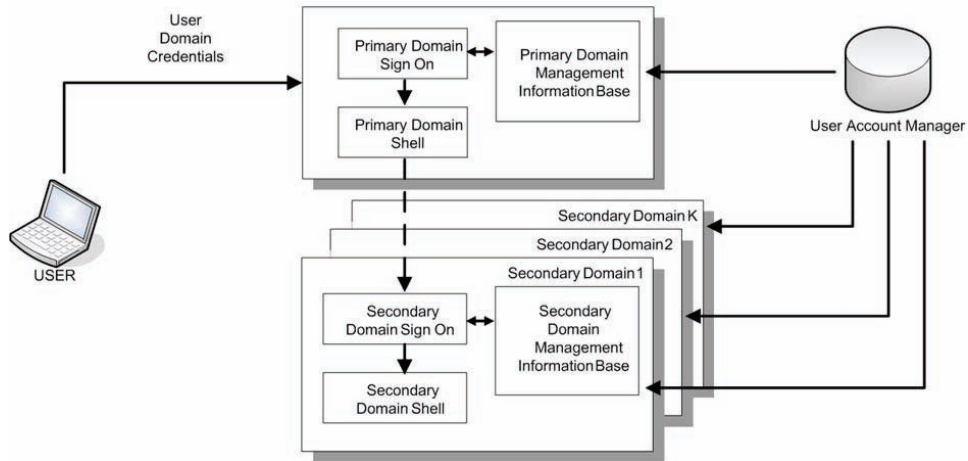 User
Domain
Credentials
Primary Domain
Sign On
Primary Domain
Management
Information Base
Primary Domain
Shell
User Account Manager
USER
Secondary Domain K
Secondary Domain 2
Secondary Domain 1
Secondary
Domain Sign On
Secondary
Domain
Management
Information Base
Secondary
Domain Shell